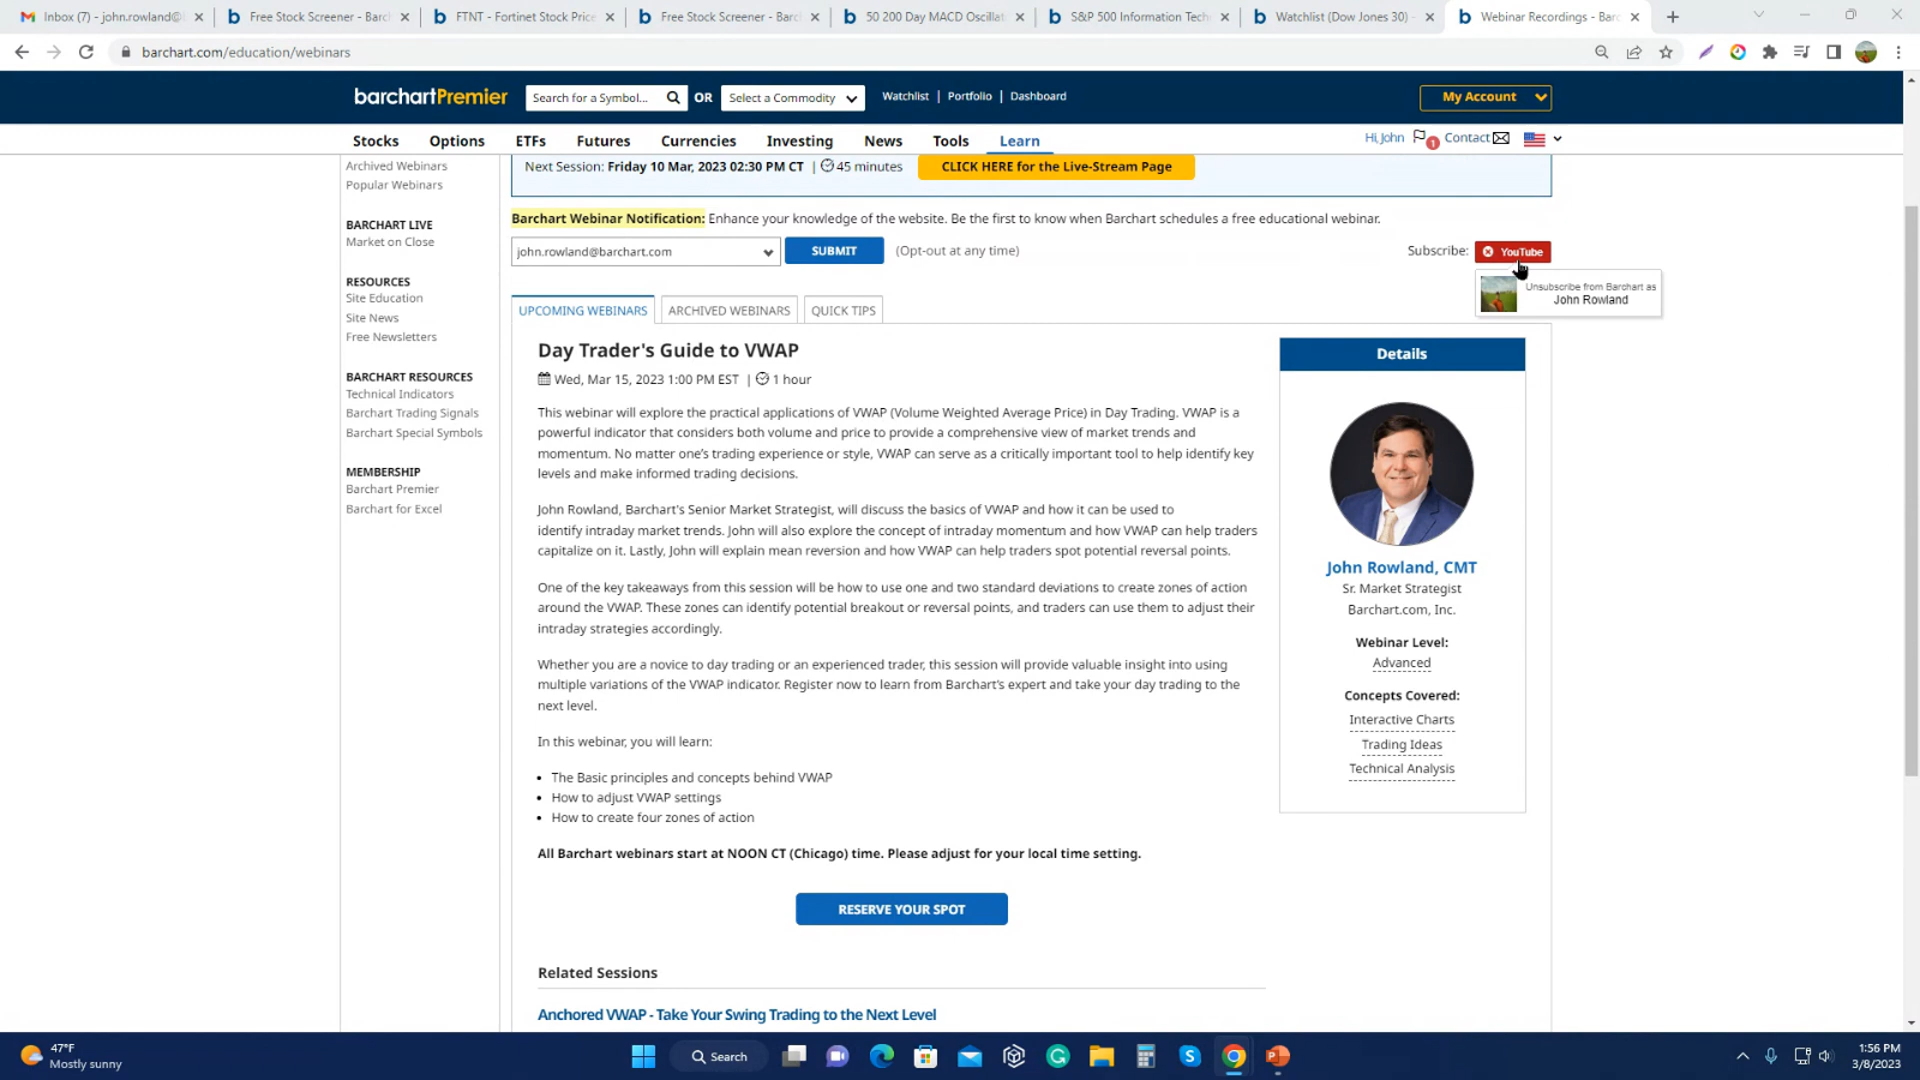 Inbox (7) - john.rowland@
Free Stock Screener - Barch
FTNT - Fortinet Stock Price
Free Stock Screener - Barch
50 200 Day MACD Oscillat
S&P 500 Information Tech
Watchlist (Dow Jones 30) -
Webinar Recordings - Barc
barchart.com/education/webinars
barchartPremier
Search for a Symbol...
OR
Select a Commodity
Watchlist | Portfolio | Dashboard
My Account
Stocks Options ETFs Futures Currencies Investing News Tools Learn
Hi, John 1 Contact
Archived Webinars
Popular Webinars
BARCHART LIVE
Market on Close
RESOURCES
Site Education
Site News
Free Newsletters
BARCHART RESOURCES
Technical Indicators
Barchart Trading Signals
Barchart Special Symbols
MEMBERSHIP
Barchart Premier
Barchart for Excel
Next Session: Friday 10 Mar, 2023 02:30 PM CT | 45 minutes
CLICK HERE for the Live-Stream Page
Barchart Webinar Notification: Enhance your knowledge of the website. Be the first to know when Barchart schedules a free educational webinar.
john.rowland@barchart.com
SUBMIT
(Opt-out at any time)
Subscribe:
YouTube
Unsubscribe from Barchart as
John Rowland
UPCOMING WEBINARS
ARCHIVED WEBINARS
QUICK TIPS
Day Trader's Guide to VWAP
Wed, Mar 15, 2023 1:00 PM EST | 1 hour
This webinar will explore the practical applications of VWAP (Volume Weighted Average Price) in Day Trading. VWAP is a
powerful indicator that considers both volume and price to provide a comprehensive view of market trends and
momentum. No matter one's trading experience or style, VWAP can serve as a critically important tool to help identify key
levels and make informed trading decisions.
John Rowland, Barchart's Senior Market Strategist, will discuss the basics of VWAP and how it can be used to
identify intraday market trends. John will also explore the concept of intraday momentum and how VWAP can help traders
capitalize on it. Lastly, John will explain mean reversion and how VWAP can help traders spot potential reversal points.
One of the key takeaways from this session will be how to use one and two standard deviations to create zones of action
around the VWAP. These zones can identify potential breakout or reversal points, and traders can use them to adjust their
intraday strategies accordingly.
Whether you are a novice to day trading or an experienced trader, this session will provide valuable insight into using
multiple variations of the VWAP indicator. Register now to learn from Barchart's expert and take your day trading to the
next level.
In this webinar, you will learn:
• The Basic principles and concepts behind VWAP
• How to adjust VWAP settings
• How to create four zones of action
All Barchart webinars start at NOON CT (Chicago) time. Please adjust for your local time setting.
RESERVE YOUR SPOT
Related Sessions
Anchored VWAP - Take Your Swing Trading to the Next Level
Details
John Rowland, CMT
Sr. Market Strategist
Barchart.com, Inc.
Webinar Level:
Advanced
Concepts Covered:
Interactive Charts
Trading Ideas
Technical Analysis
47°F
Mostly sunny
Search
1:56 PM
3/8/2023